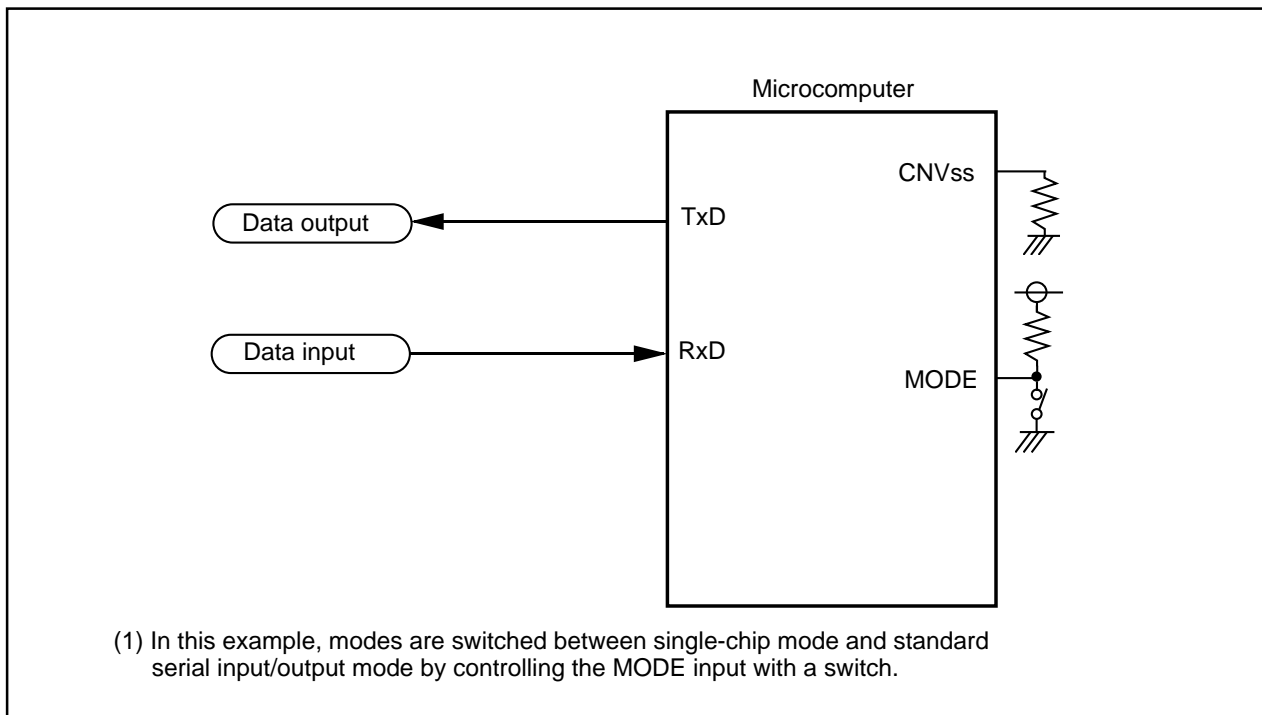 Microcomputer
CNVss
Data output
TxD
Data input
RxD
MODE
(1) In this example, modes are switched between single-chip mode and standard
serial input/output mode by controlling the MODE input with a switch.